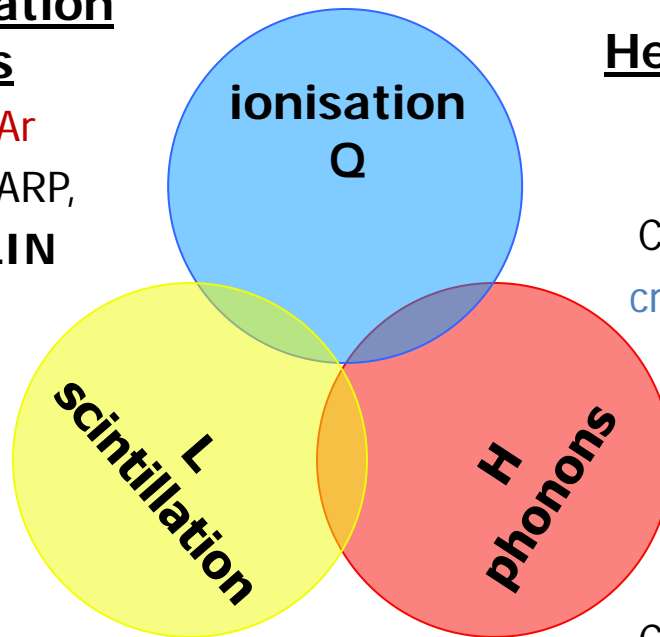 ation
s
Ar
ARP,
LIN
ionisation
Q
He
C
cr
L
scintillation
H
phonons